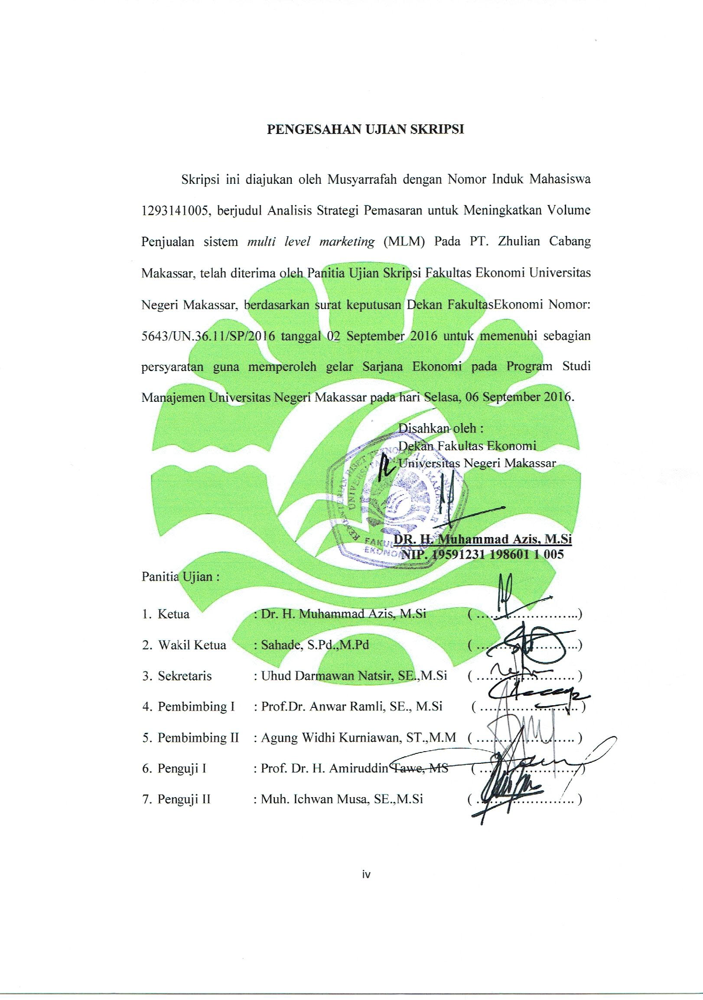 PENGESAHAN UJIAN SKRIPSI
Skripsi ini diajukan oleh Musyarrafah dengan Nomor Induk Mahasiswa
1293141005, berjudul Analisis Strategi Pemasaran untuk Meningkatkan Volume
Penjualan sistem multi level marketing (MLM) Pada PT. Zhulian Cabang
Makassar, telah diterima oleh Panitia Ujian Skripsi Fakultas Ekonomi Universitas
Negeri Makassar, berdasarkan surat keputusan Dekan FakultasEkonomi Nomor:
5643/UN.36.11/SP/2016 tanggal 02 September 2016 untuk memenuhi sebagian
persyaratan guna memperoleh gelar Sarjana Ekonomi pada Program Studi
Manajemen Universitas Negeri Makassar pada hari Selasa, 06 September 2016.
Disahkan oleh :
Dekan Fakultas Ekonomi
Universitas Negeri Makassar
UNIVERSITAS NEGERI MAKASSAR
FAKULTAS
EKONOMI
DR. H. Muhammad Azis, M.Si
NIP. 19591231 198601 1 005
Panitia Ujian :
1. Ketua : Dr. H. Muhammad Azis, M.Si ( ..........................)
2. Wakil Ketua : Sahade, S.Pd.,M.Pd ( ..........................)
3. Sekretaris : Uhud Darmawan Natsir, SE.,M.Si ( ......................... )
4. Pembimbing I : Prof.Dr. Anwar Ramli, SE., M.Si ( ......................... )
5. Pembimbing II : Agung Widhi Kurniawan, ST.,M.M ( ......................... )
6. Penguji I : Prof. Dr. H. Amiruddin Tawe, MS ( .........................)
7. Penguji II : Muh. Ichwan Musa, SE.,M.Si ( ......................... )
iv